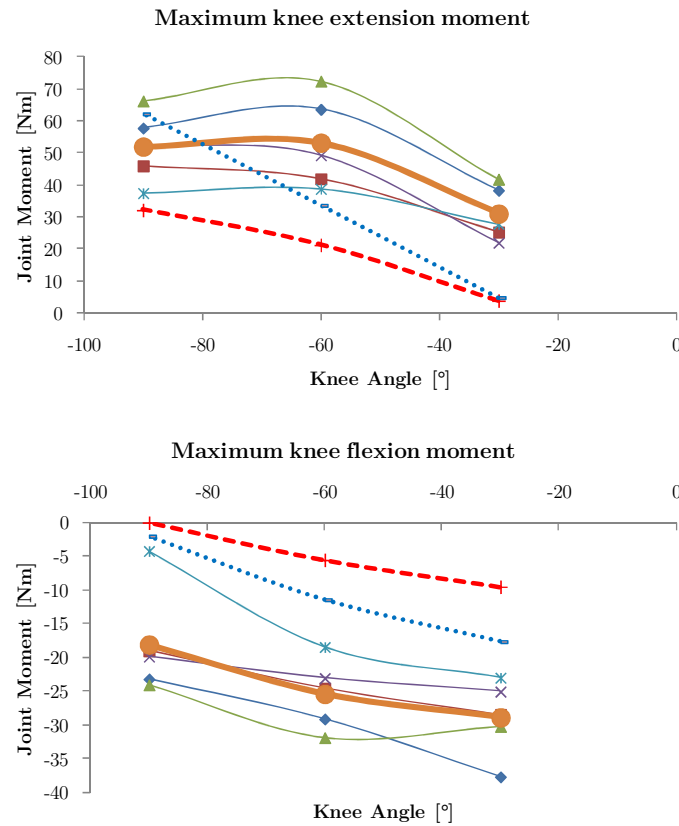 Maximum knee extension moment
80
70
60
50
40
30
20
10
0
Joint Moment [Nm]
-100 -80 -60 -40 -20 0
Knee Angle [°]
Maximum knee flexion moment
-100 -80 -60 -40 -20 0
0
-5
-10
-15
-20
-25
-30
-35
-40
Joint Moment [Nm]
Knee Angle [°]